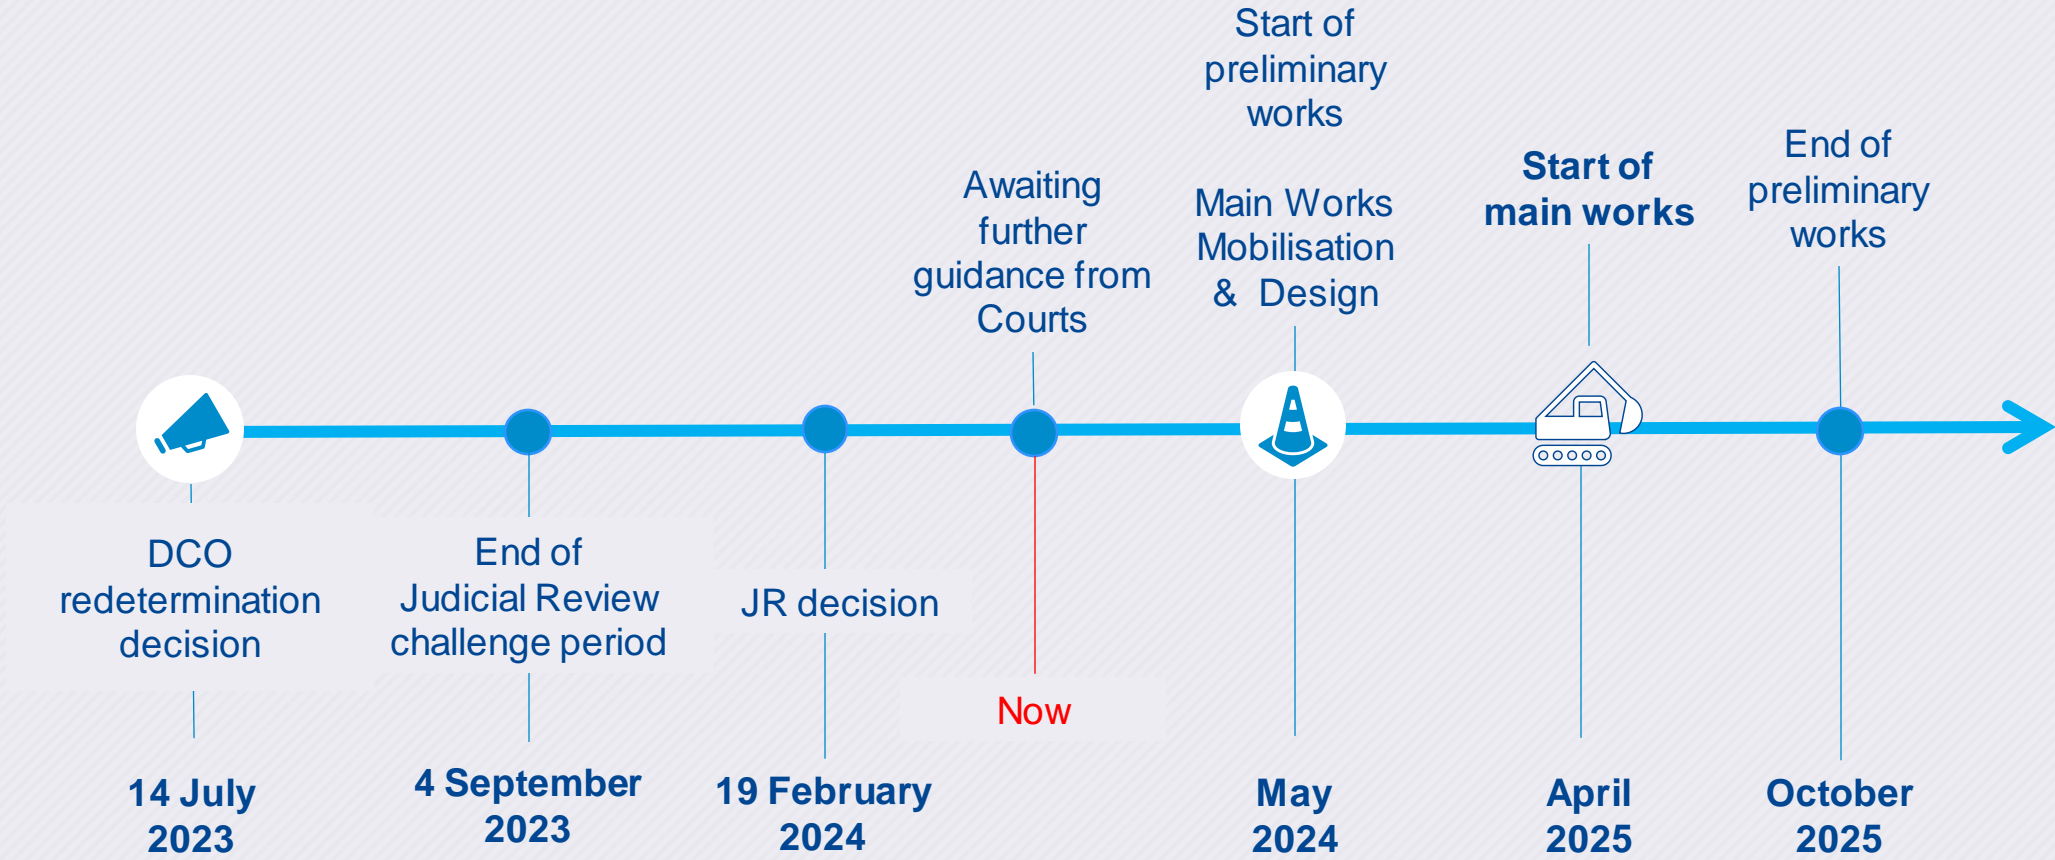 DCO
redetermination
decision
14 July
2023
End of
Judicial Review
challenge period
4 September
2023
JR decision
19 February
2024
Awaiting
further
guidance from
Courts
Now
Start of
preliminary
works
Main Works
Mobilisation
& Design
May
2024
Start of
main works
April
2025
End of
preliminary
works
October
2025